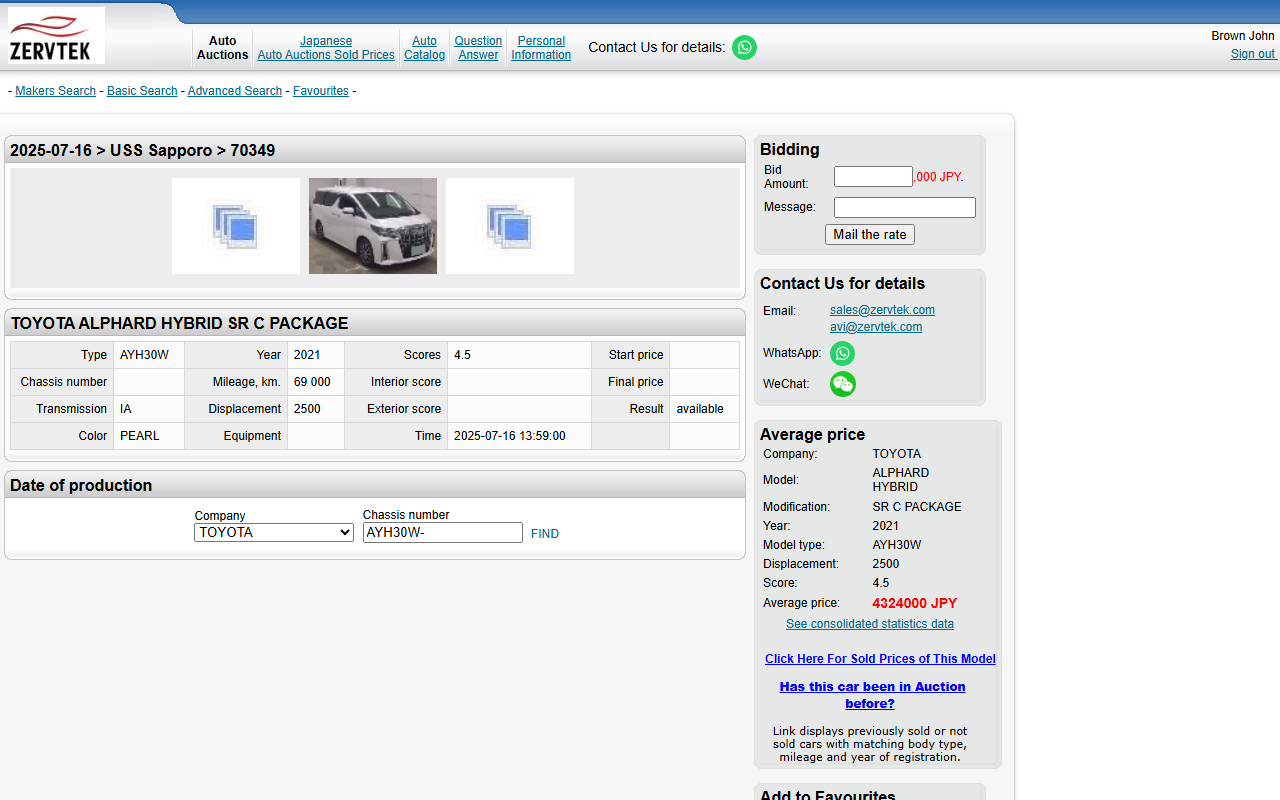 ZERVTEK
Auto Auctions
Japanese Auto Auctions Sold Prices
Auto Catalog
Question Answer
Personal Information
Contact Us for details:
Brown John
Sign out
- Makers Search - Basic Search - Advanced Search - Favourites -
2025-07-16 > USS Sapporo > 70349
TOYOTA ALPHARD HYBRID SR C PACKAGE
Type AYH30W Year 2021 Scores 4.5 Start price
Chassis number Mileage, km. 69 000 Interior score Final price
Transmission IA Displacement 2500 Exterior score Result available
Color PEARL Equipment Time 2025-07-16 13:59:00
Date of production
Company Chassis number
TOYOTA AYH30W- FIND
Bidding
Bid Amount: ,000 JPY.
Message:
Mail the rate
Contact Us for details
Email: sales@zervtek.com
avi@zervtek.com
WhatsApp:
WeChat:
Average price
Company: TOYOTA
Model: ALPHARD HYBRID
Modification: SR C PACKAGE
Year: 2021
Model type: AYH30W
Displacement: 2500
Score: 4.5
Average price: 4324000 JPY
See consolidated statistics data
Click Here For Sold Prices of This Model
Has this car been in Auction
before?
Link displays previously sold or not
sold cars with matching body type,
mileage and year of registration.
Add to Favourites